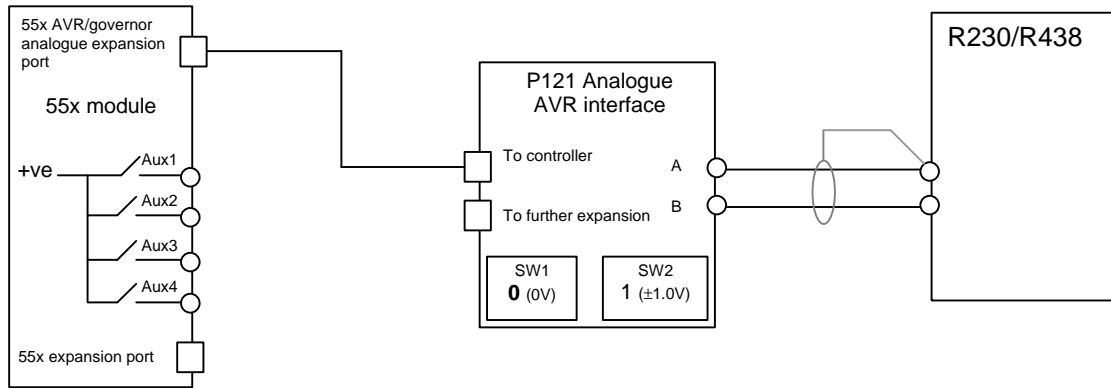 55x AVR/governor
analogue expansion
port
55x module
+ve
Aux1
Aux2
Aux3
Aux4
55x expansion port
P121 Analogue
AVR interface
To controller
A
To further expansion
B
SW1
0 (0V)
SW2
1 (±1.0V)
R230/R438